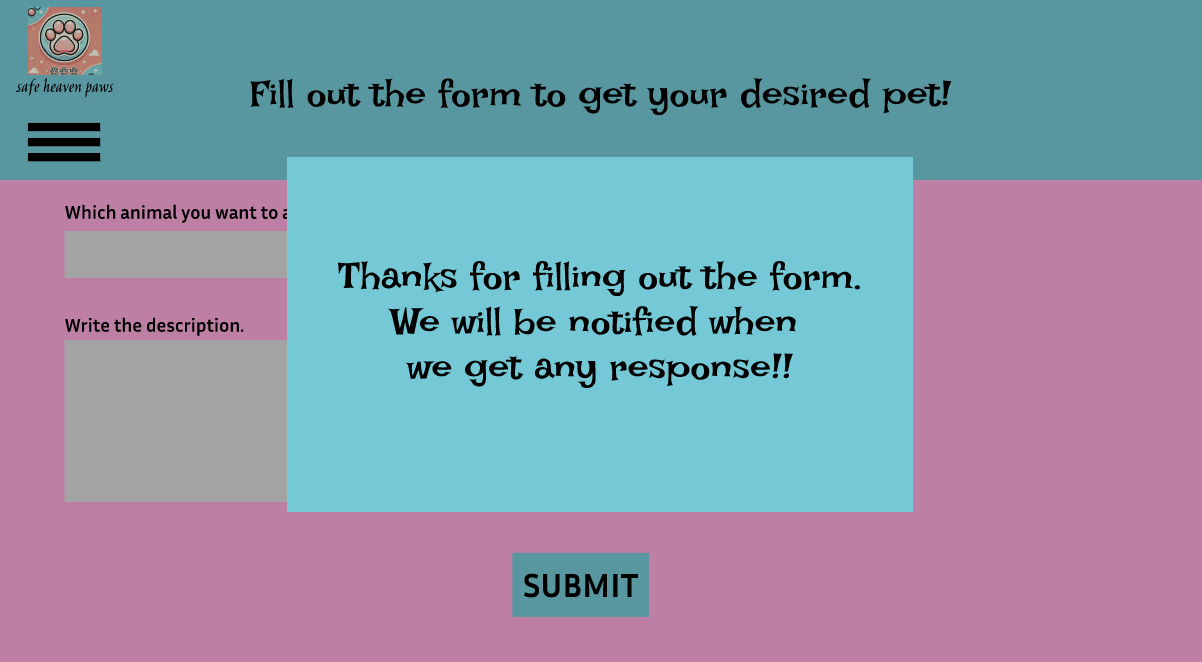 safe heaven paws
Fill out the form to get your desired pet!
Which animal you want to
Write the description.
Thanks for filling out the form.
We will be notified when
we get any response!!
SUBMIT